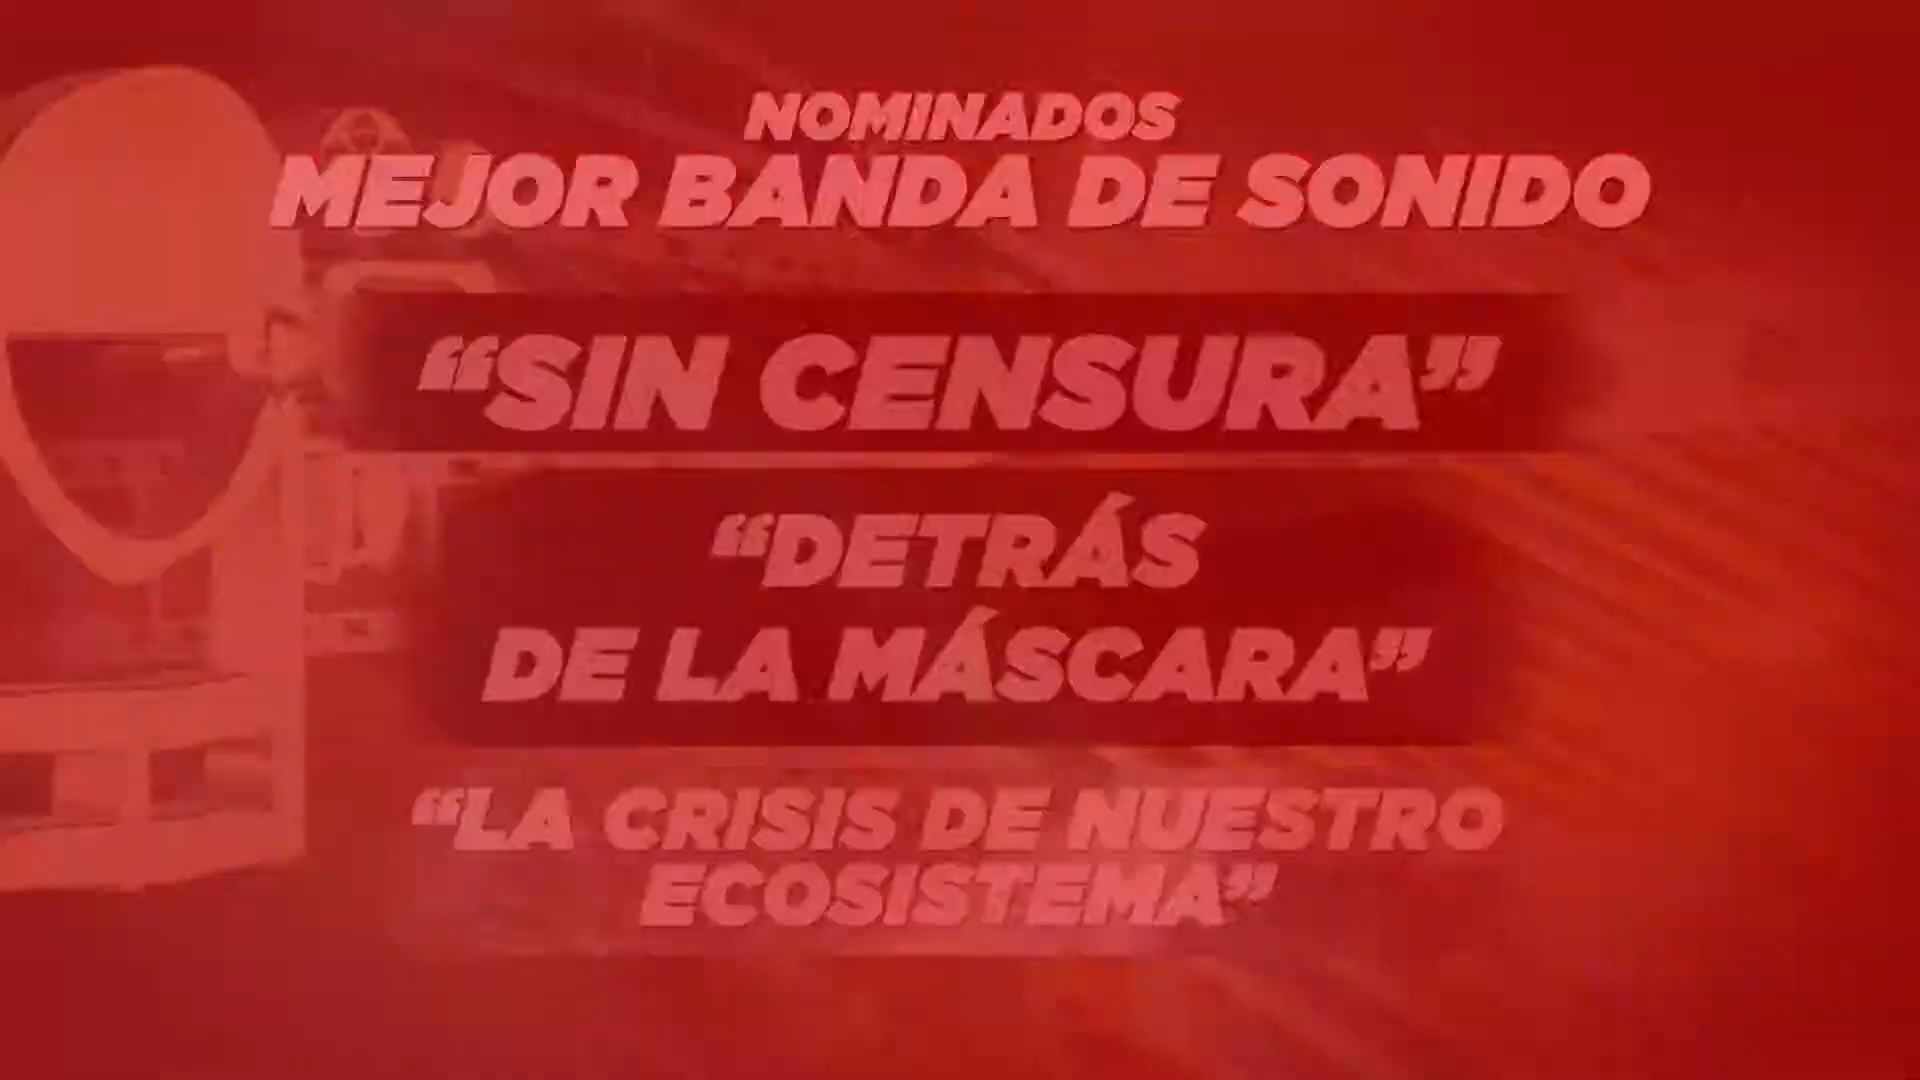 NOMINADOS
MEJOR BANDA DE SONIDO
“SIN CENSURA”
“DETRÁS
DE LA MÁSCARA”
“LA CRISIS DE NUESTRO
ECOSISTEMA”